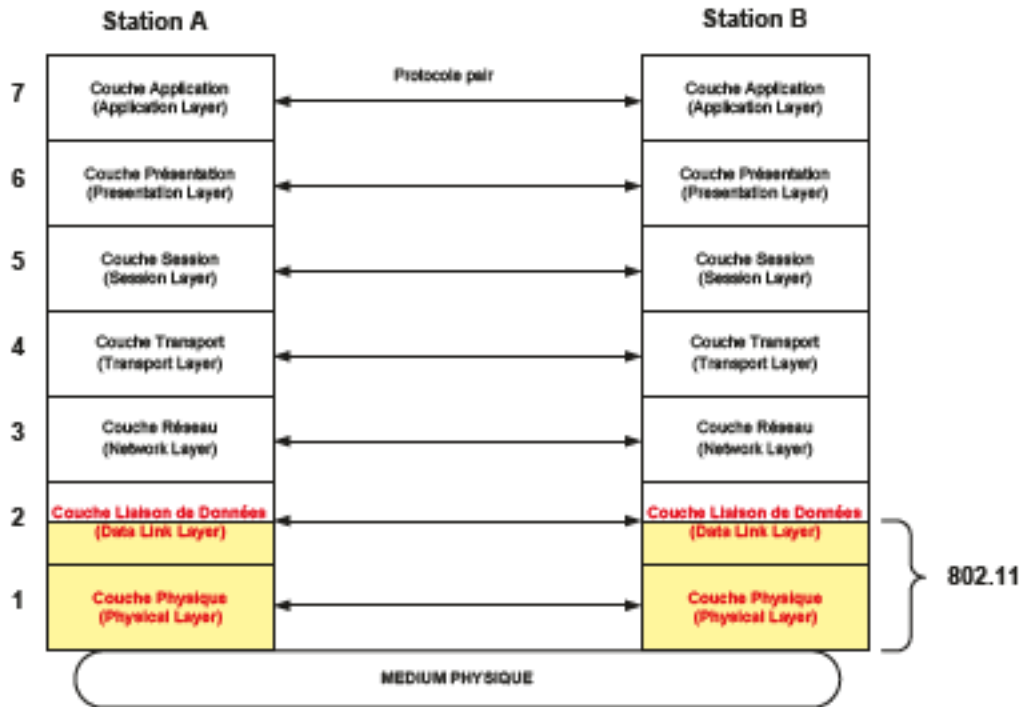 Station A
Station B
7
Couche Application
(Application Layer)
Protocole pair
Couche Application
(Application Layer)
6
Couche Présentation
(Presentation Layer)
Couche Présentation
(Presentation Layer)
5
Couche Session
(Session Layer)
Couche Session
(Session Layer)
4
Couche Transport
(Transport Layer)
Couche Transport
(Transport Layer)
3
Couche Réseau
(Network Layer)
Couche Réseau
(Network Layer)
2
Couche Liaison de Données
(Data Link Layer)
Couche Liaison de Données
(Data Link Layer)
802.11
1
Couche Physique
(Physical Layer)
Couche Physique
(Physical Layer)
MEDIUM PHYSIQUE